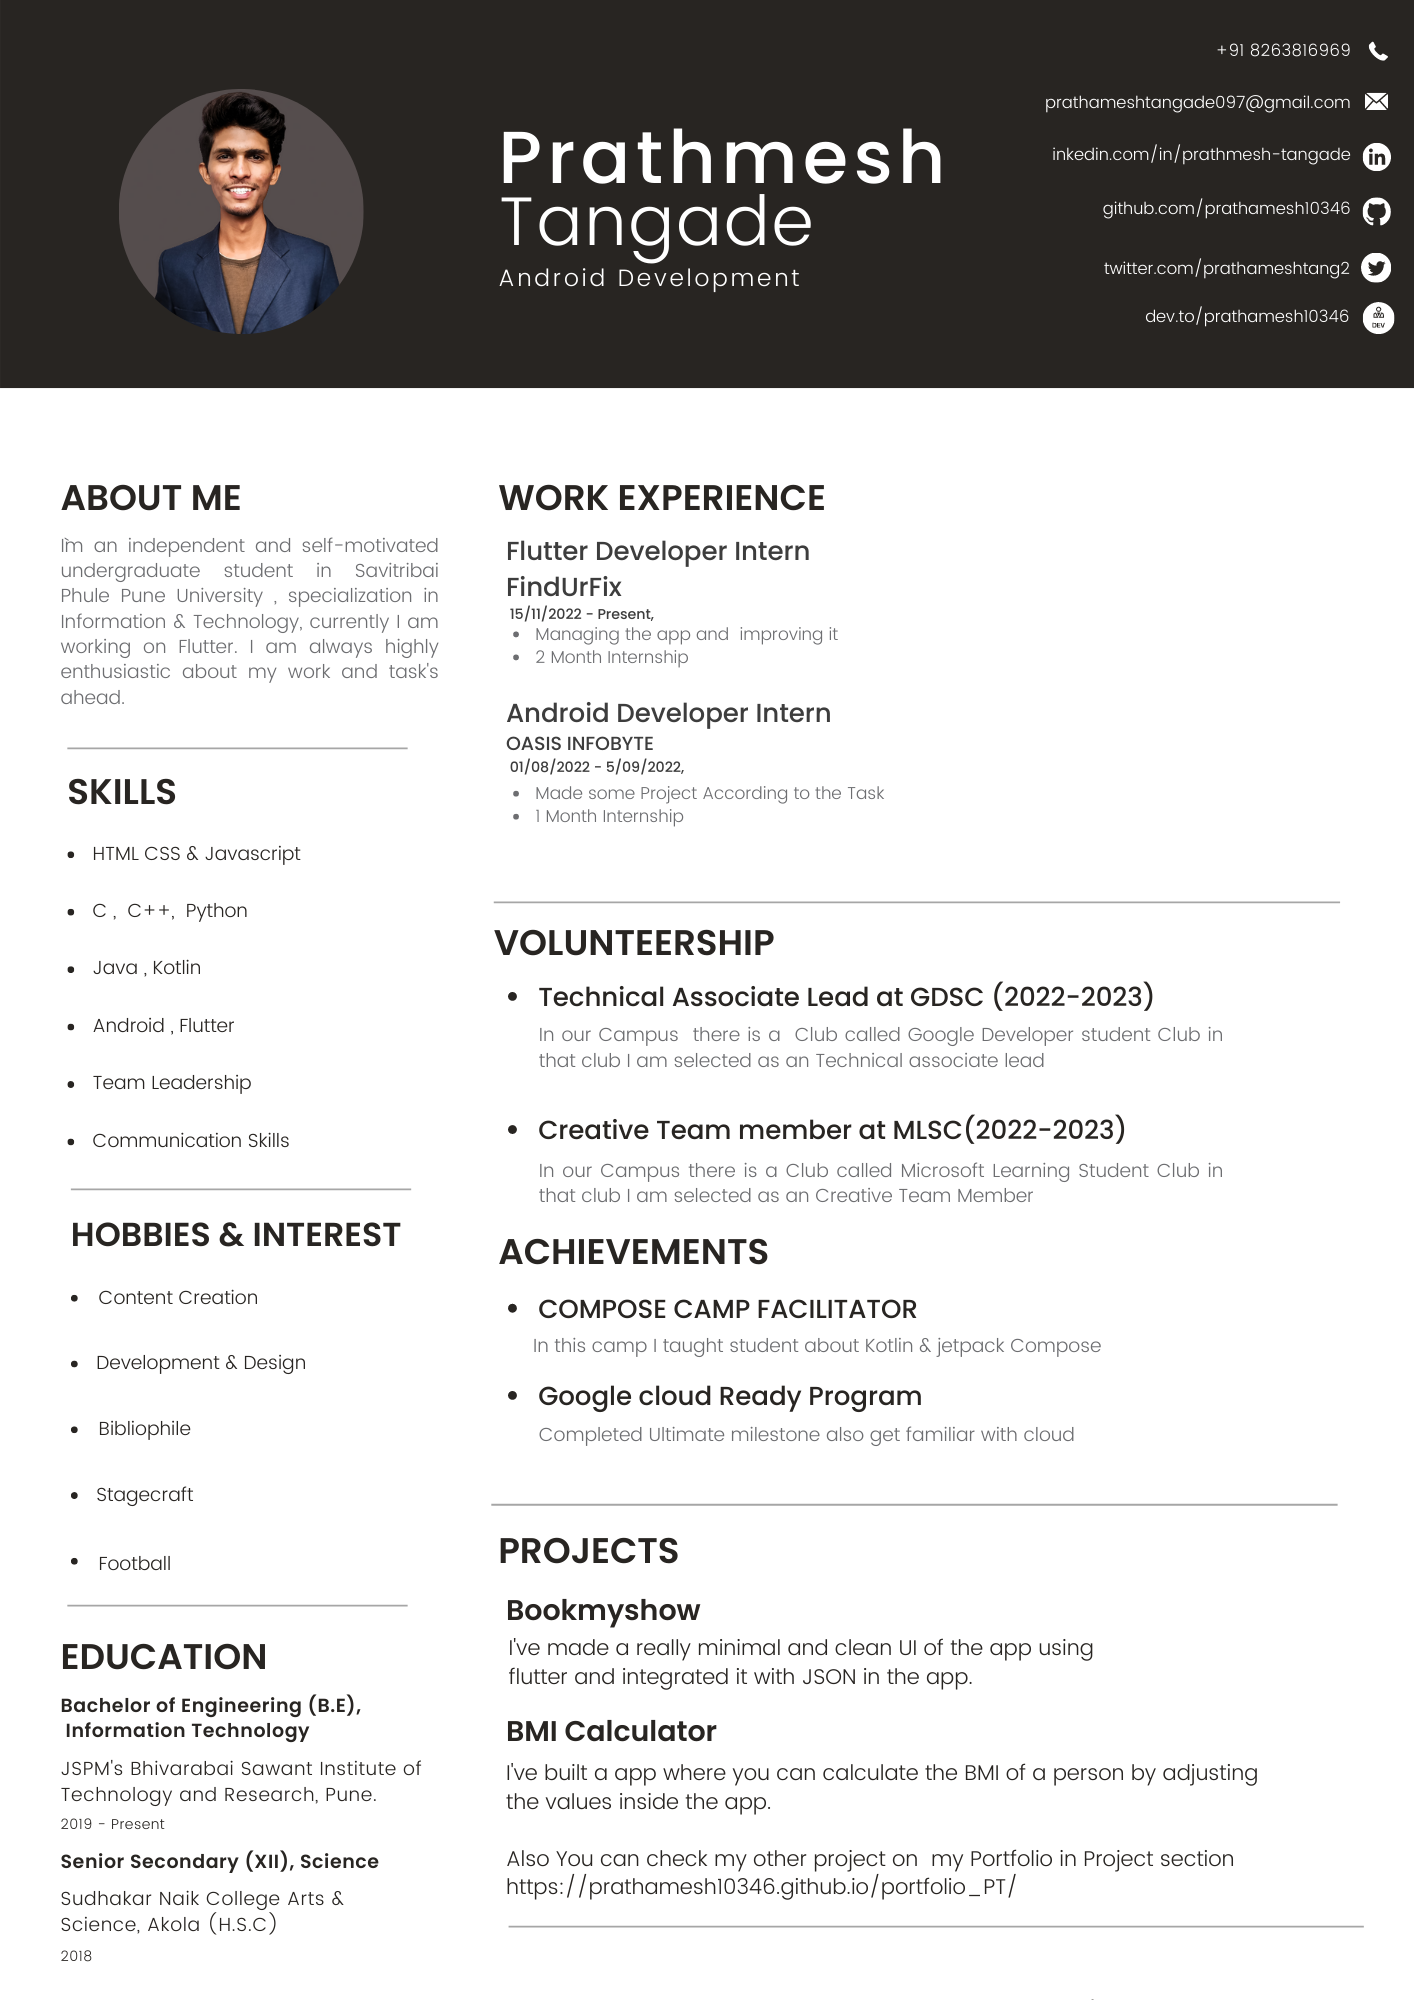 +91 8263816969
prathameshtangade097@gmail.com
inkedin.com/in/prathmesh-tangade
github.com/prathamesh10346
twitter.com/prathameshtang2
dev.to/prathamesh10346
DEV
Prathmesh
Tangade
Android Development
ABOUT ME
I`m an independent and self-motivated
undergraduate student in Savitribai
Phule Pune University , specialization in
Information & Technology, currently I am
working on Flutter. I am always highly
enthusiastic about my work and task's
ahead.
SKILLS
• HTML CSS & Javascript
• C , C++, Python
• Java , Kotlin
• Android , Flutter
• Team Leadership
• Communication Skills
HOBBIES & INTEREST
• Content Creation
• Development & Design
• Bibliophile
• Stagecraft
• Football
EDUCATION
Bachelor of Engineering (B.E),
Information Technology
JSPM's Bhivarabai Sawant Institute of
Technology and Research, Pune.
2019 - Present
Senior Secondary (XII), Science
Sudhakar Naik College Arts &
Science, Akola (H.S.C)
2018
WORK EXPERIENCE
Flutter Developer Intern
FindUrFix
15/11/2022 - Present,
• Managing the app and improving it
• 2 Month Internship
Android Developer Intern
OASIS INFOBYTE
01/08/2022 - 5/09/2022,
• Made some Project According to the Task
• 1 Month Internship
VOLUNTEERSHIP
• Technical Associate Lead at GDSC (2022-2023)
In our Campus there is a Club called Google Developer student Club in
that club I am selected as an Technical associate lead
• Creative Team member at MLSC(2022-2023)
In our Campus there is a Club called Microsoft Learning Student Club in
that club I am selected as an Creative Team Member
ACHIEVEMENTS
• COMPOSE CAMP FACILITATOR
In this camp I taught student about Kotlin & jetpack Compose
• Google cloud Ready Program
Completed Ultimate milestone also get familiar with cloud
PROJECTS
Bookmyshow
I've made a really minimal and clean UI of the app using
flutter and integrated it with JSON in the app.
BMI Calculator
I've built a app where you can calculate the BMI of a person by adjusting
the values inside the app.
Also You can check my other project on my Portfolio in Project section
https://prathamesh10346.github.io/portfolio_PT/